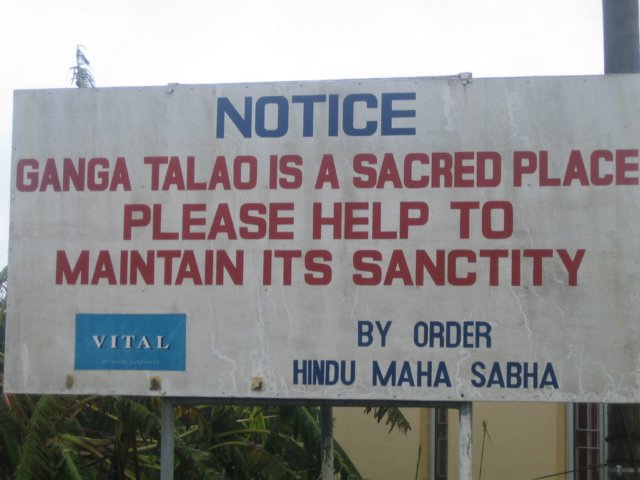 NOTICE
GANGA TALAO IS A SACRED PLACE
PLEASE HELP TO
MAINTAIN ITS SANCTITY
VITAL
BY ORDER
HINDU MAHA SABHA